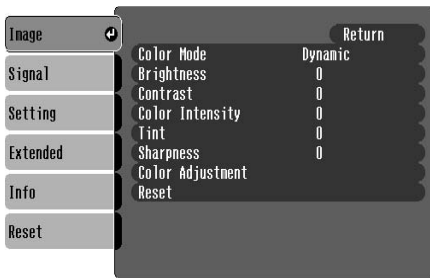 Image
Signal
Setting
Extended
Info
Reset
Return
Color Mode Dynamic
Brightness 0
Contrast 0
Color Intensity 0
Tint 0
Sharpness 0
Color Adjustment
Reset